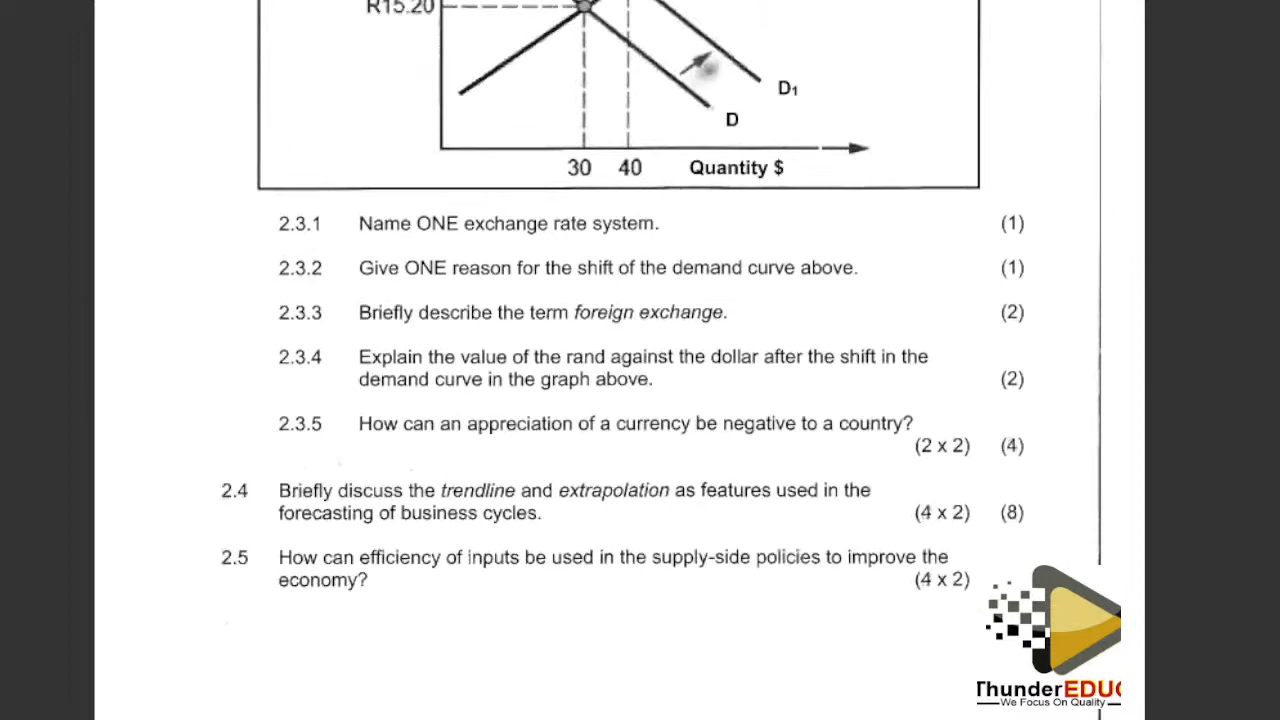 R15.20
D1
D
30 40 Quantity $
2.3.1 Name ONE exchange rate system. (1)
2.3.2 Give ONE reason for the shift of the demand curve above. (1)
2.3.3 Briefly describe the term foreign exchange. (2)
2.3.4 Explain the value of the rand against the dollar after the shift in the
demand curve in the graph above. (2)
2.3.5 How can an appreciation of a currency be negative to a country?
(2 x 2) (4)
2.4 Briefly discuss the trendline and extrapolation as features used in the
forecasting of business cycles. (4 x 2) (8)
2.5 How can efficiency of inputs be used in the supply-side policies to improve the
economy? (4 x 2)
ThunderEDUC
We Focus On Quality